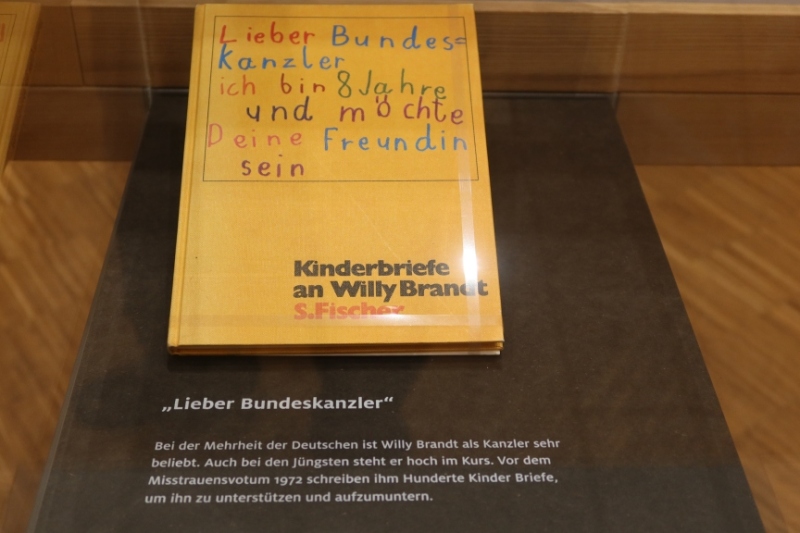 Lieber Bundes=
kanzler
ich bin 8 Jahre
und möchte
Deine Freundin
sein
Kinderbriefe
an Willy Brandt
S.Fischer
„Lieber Bundeskanzler“
Bei der Mehrheit der Deutschen ist Willy Brandt als Kanzler sehr
beliebt. Auch bei den Jüngsten steht er hoch im Kurs. Vor dem
Misstrauensvotum 1972 schreiben ihm Hunderte Kinder Briefe,
um ihn zu unterstützen und aufzumuntern.